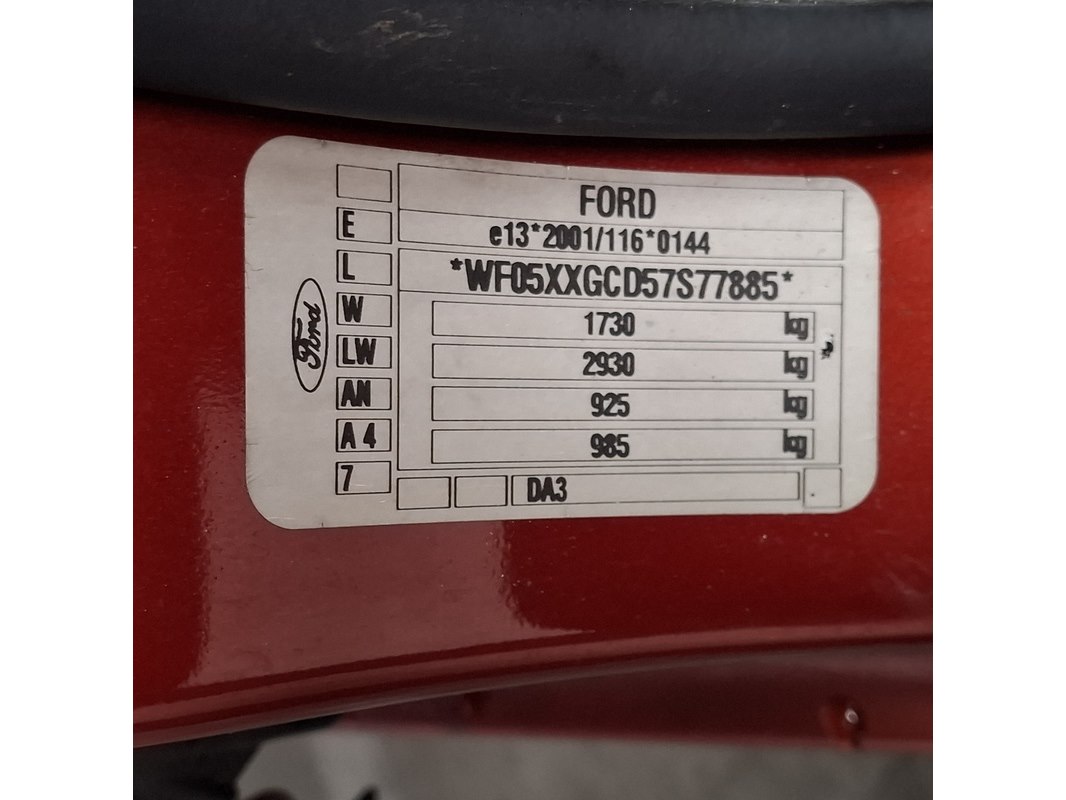 FORD
E
e13*2001/116*0144
L
*WF05XXGCD57S77885*
W
1730 kg
LW
2930 kg
AN
925 kg
A 4
985 kg
7
DA3
Ford